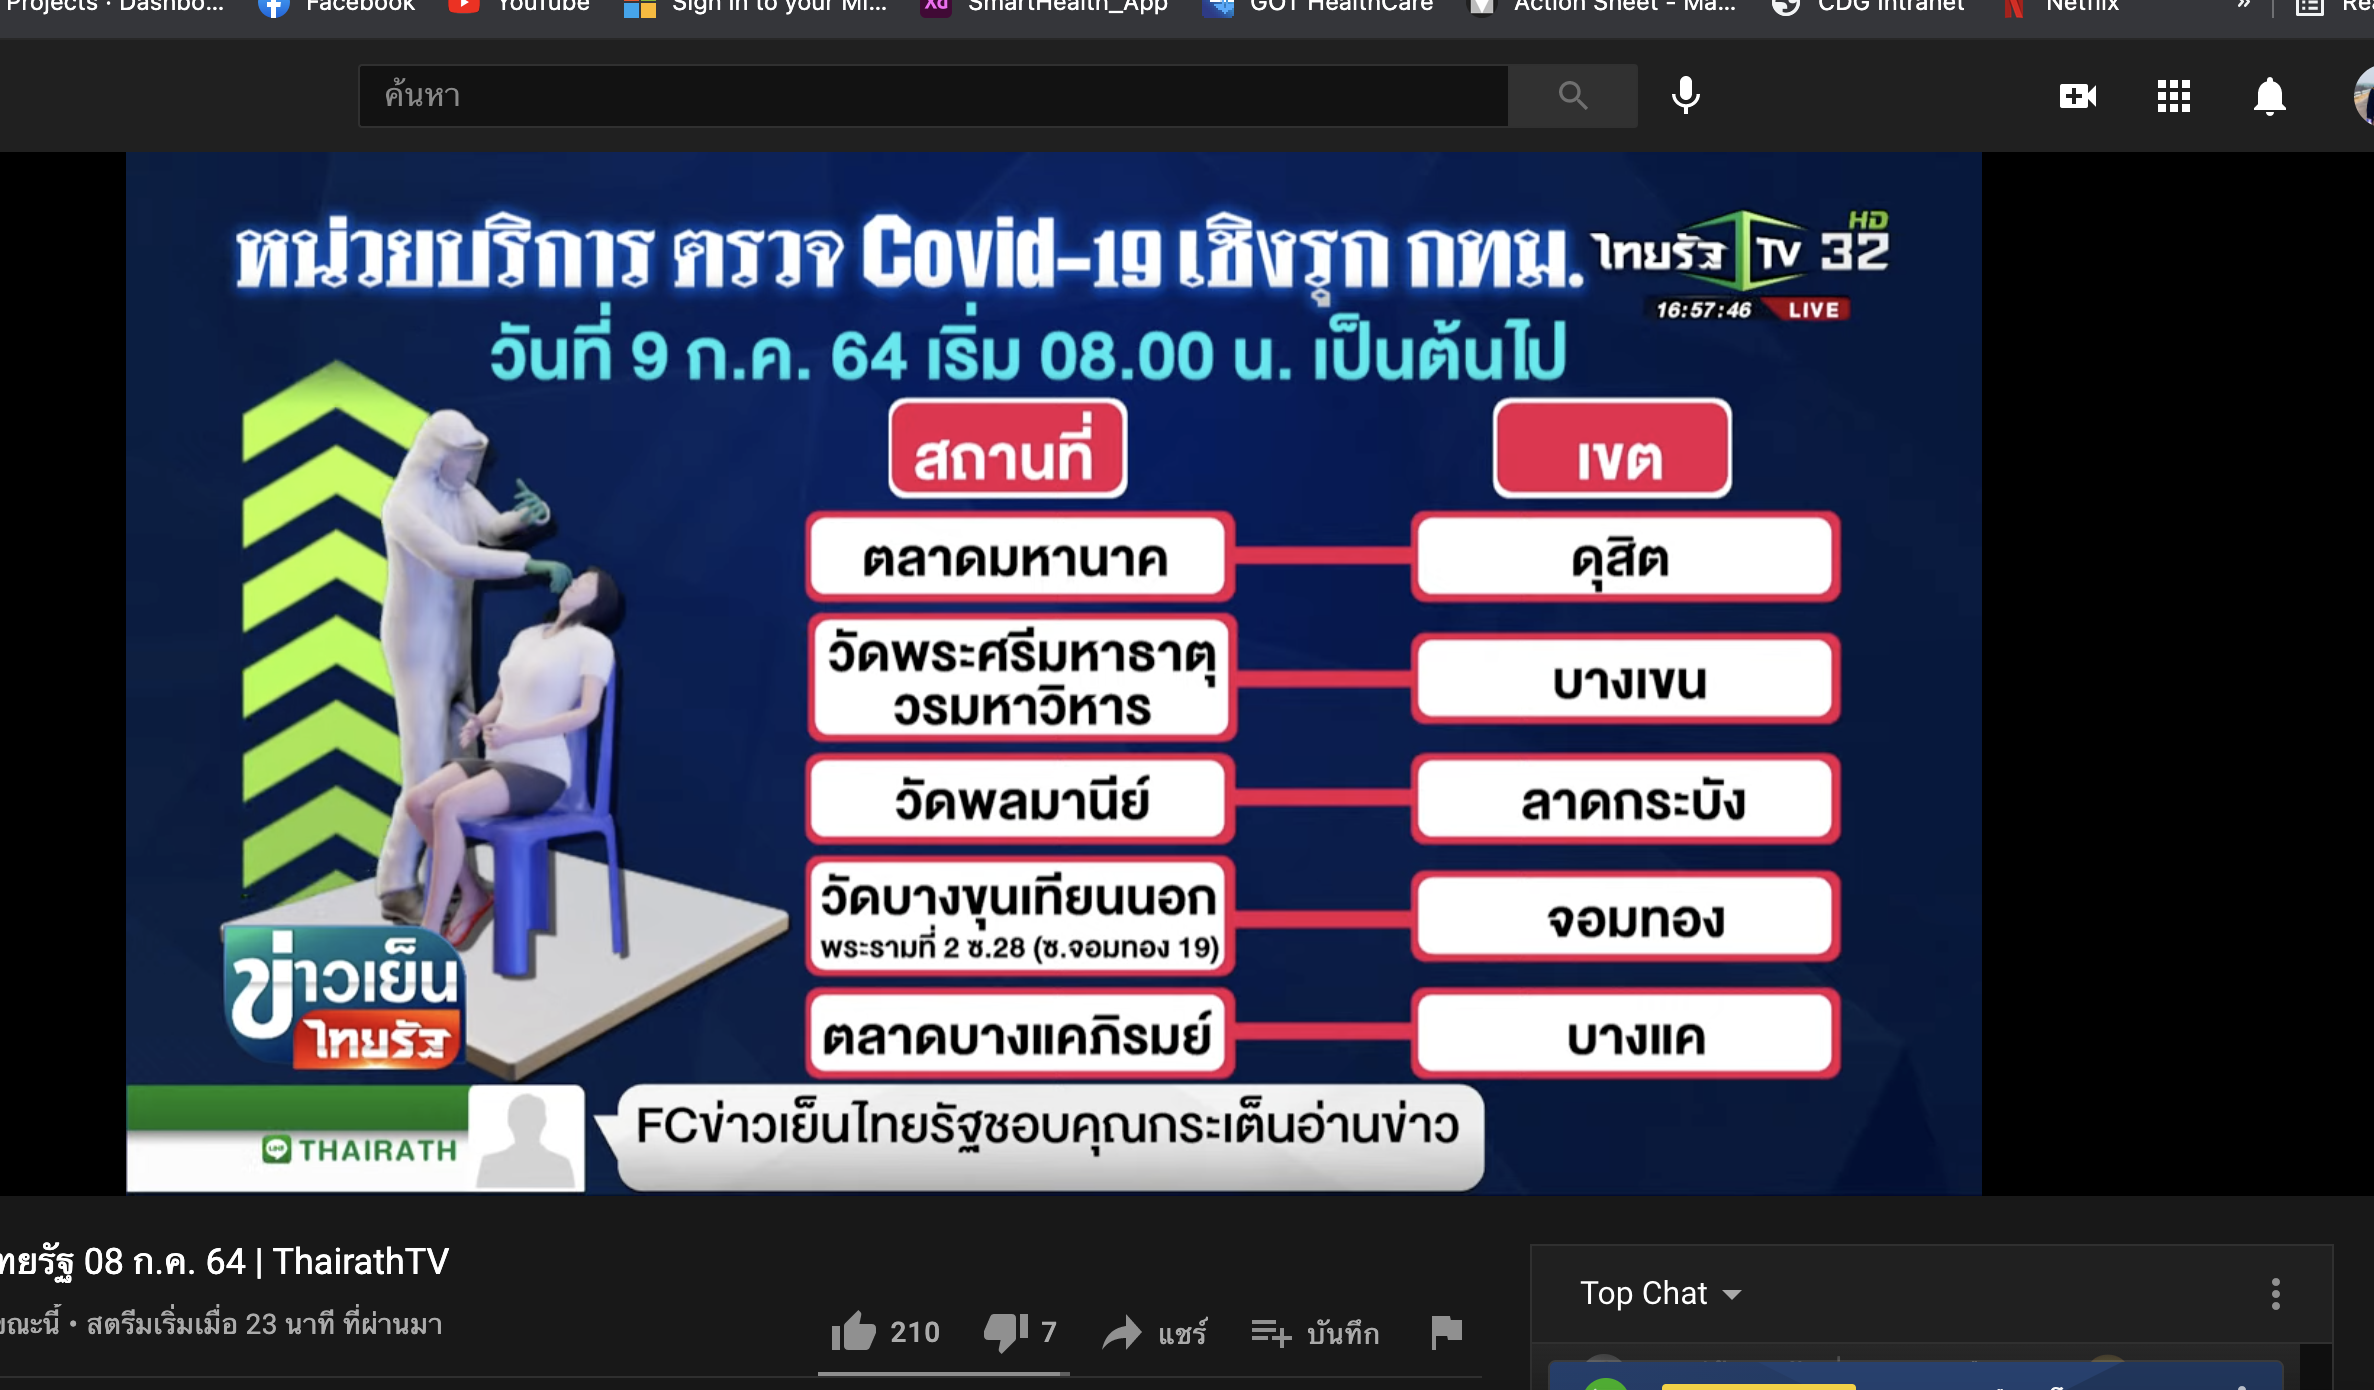 Projects · Dashbo...
Facebook
YouTube
Sign in to your Mi...
Xd
SmartHealth_App
GOT HealthCare
Action Sheet - Ma...
CDG Intranet
Netflix
»
ค้นหา
หน่วยบริการ ตรวจ Covid-19 เชิงรุก กทม.
ไทยรัฐ TV 32 HD
16:57:46 LIVE
วันที่ 9 ก.ค. 64 เริ่ม 08.00 น. เป็นต้นไป
สถานที่ เขต
ตลาดมหานาค ดุสิต
วัดพระศรีมหาธาตุ
วรมหาวิหาร
บางเขน
วัดพลมานีย์ ลาดกระบัง
วัดบางขุนเทียนนอก
พระรามที่ 2 ซ.28 (ซ.จอมทอง 19)
จอมทอง
ตลาดบางแคภิรมย์ บางแค
ข่าวเย็น
ไทยรัฐ
LINE THAIRATH
FCข่าวเย็นไทยรัฐชอบคุณกระเต็นอ่านข่าว
ทยรัฐ 08 ก.ค. 64 | ThairathTV
ขณะนี้ • สตรีมเริ่มเมื่อ 23 นาที ที่ผ่านมา
210
7
แชร์
บันทึก
Top Chat